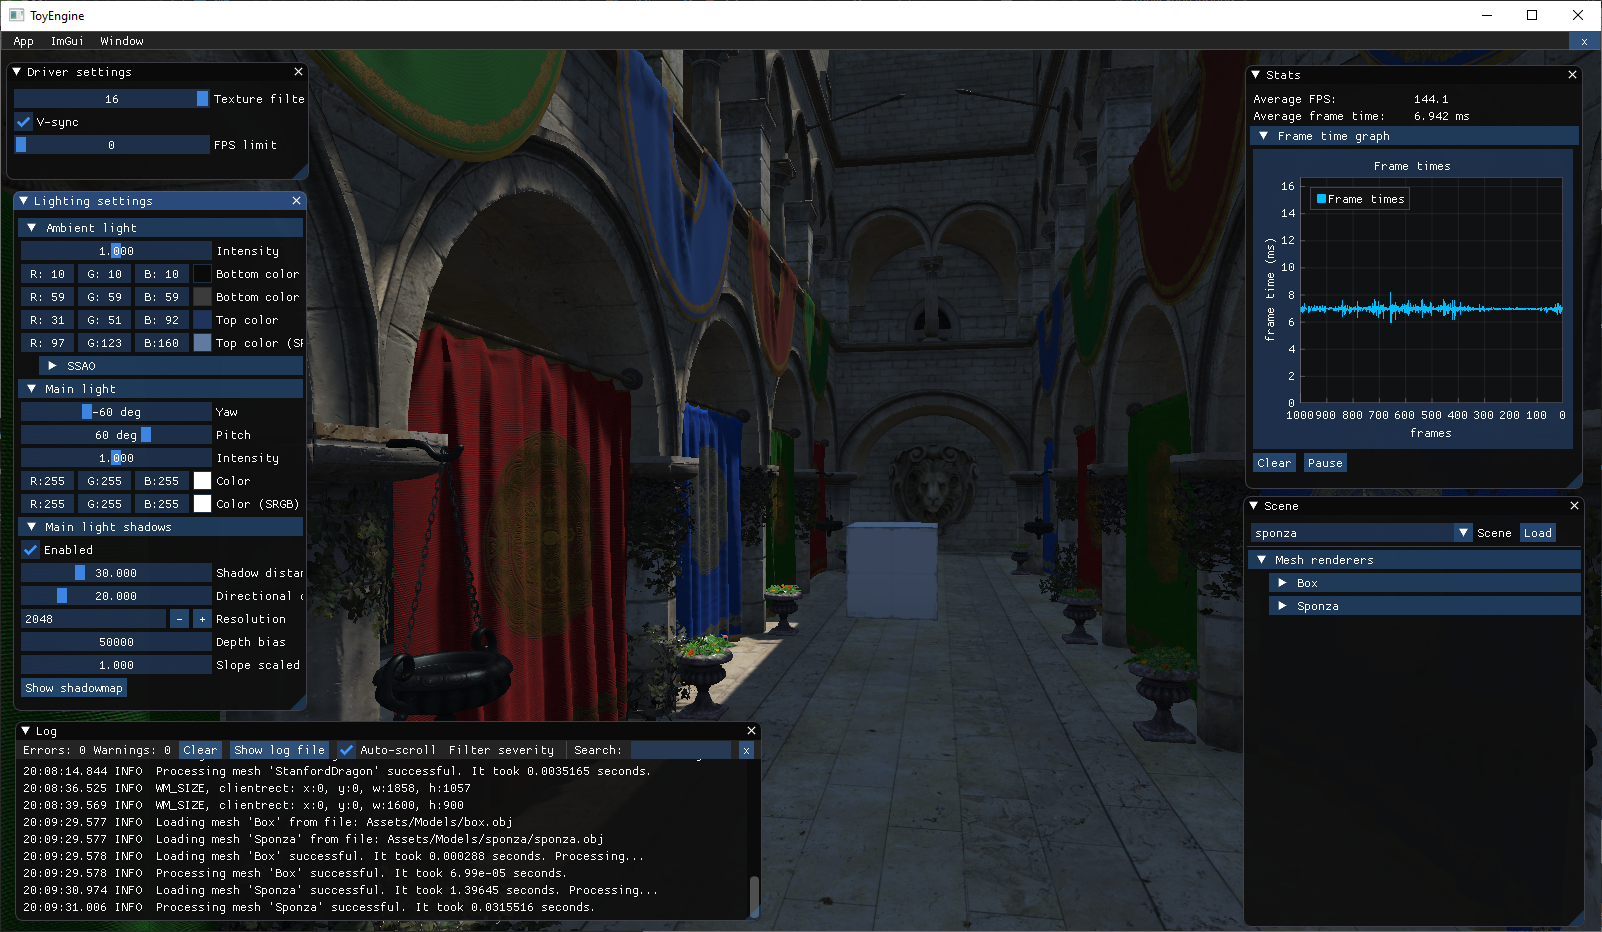 ToyEngine
App ImGui Window x
Driver settings
16 Texture filte
V-sync
0 FPS limit
Lighting settings
Ambient light
1.000 Intensity
R: 10 G: 10 B: 10 Bottom color
R: 59 G: 59 B: 59 Bottom color
R: 31 G: 51 B: 92 Top color
R: 97 G:123 B:160 Top color (SR
SSAO
Main light
-60 deg Yaw
60 deg Pitch
1.000 Intensity
R:255 G:255 B:255 Color
R:255 G:255 B:255 Color (SRGB)
Main light shadows
Enabled
30.000 Shadow distan
20.000 Directional
2048 - + Resolution
50000 Depth bias
1.000 Slope scaled
Show shadowmap
Stats
Average FPS: 144.1
Average frame time: 6.942 ms
Frame time graph
Frame times
Frame times
frame time (ms)
16
14
12
10
8
6
4
2
0
1000 900 800 700 600 500 400 300 200 100 0
frames
Clear Pause
Scene
sponza Scene Load
Mesh renderers
Box
Sponza
Log
Errors: 0 Warnings: 0 Clear Show log file Auto-scroll Filter severity Search: x
20:08:14.844 INFO Processing mesh 'StanfordDragon' successful. It took 0.0035165 seconds.
20:08:36.525 INFO WM_SIZE, clientrect: x:0, y:0, w:1858, h:1057
20:08:39.569 INFO WM_SIZE, clientrect: x:0, y:0, w:1600, h:900
20:09:29.577 INFO Loading mesh 'Box' from file: Assets/Models/box.obj
20:09:29.577 INFO Loading mesh 'Sponza' from file: Assets/Models/sponza/sponza.obj
20:09:29.578 INFO Loading mesh 'Box' successful. It took 0.000288 seconds. Processing...
20:09:29.578 INFO Processing mesh 'Box' successful. It took 6.99e-05 seconds.
20:09:30.974 INFO Loading mesh 'Sponza' successful. It took 1.39645 seconds. Processing...
20:09:31.006 INFO Processing mesh 'Sponza' successful. It took 0.0315516 seconds.